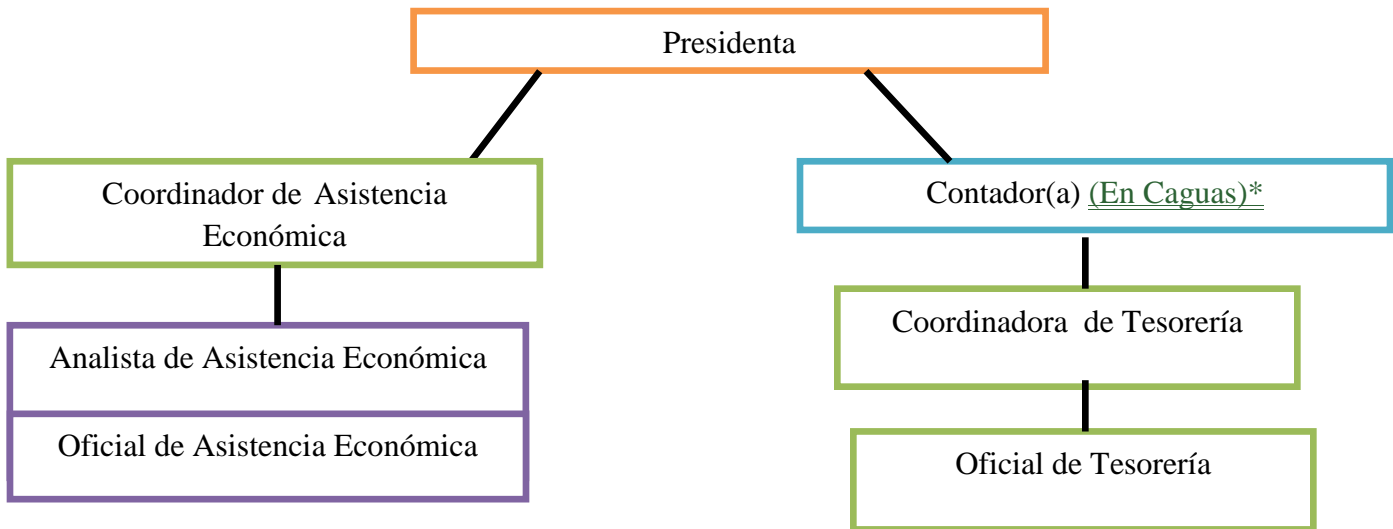 Presidenta
Coordinador de Asistencia
Económica
Contador(a) (En Caguas)*
Analista de Asistencia Económica
Oficial de Asistencia Económica
Coordinadora de Tesorería
Oficial de Tesorería